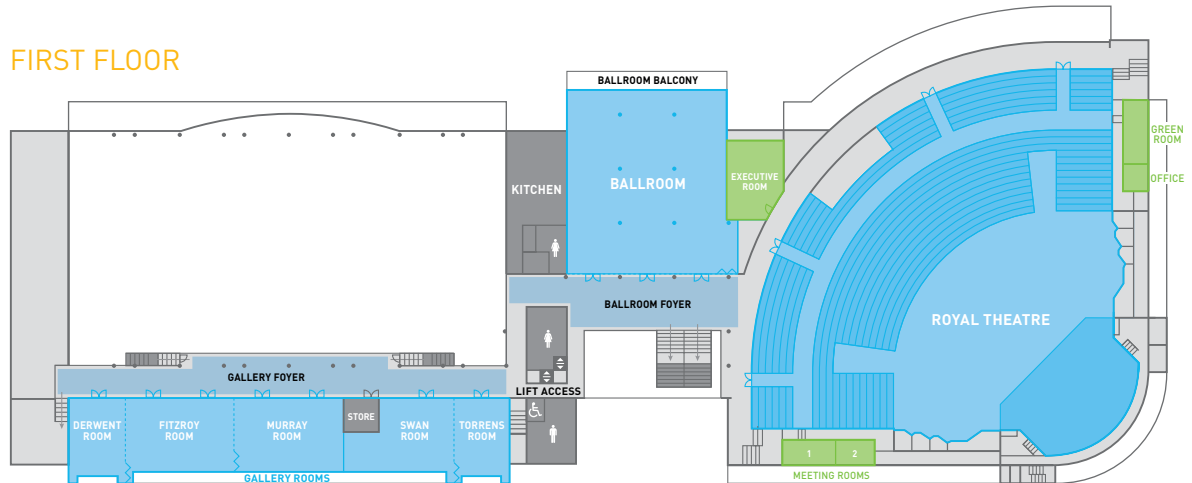 FIRST FLOOR
BALLROOM BALCONY
GREEN
ROOM
OFFICE
KITCHEN
BALLROOM
EXECUTIVE
ROOM
BALLROOM FOYER
ROYAL THEATRE
GALLERY FOYER
LIFT ACCESS
STORE
DERWENT
ROOM
FITZROY
ROOM
MURRAY
ROOM
SWAN
ROOM
TORRENS
ROOM
1
2
MEETING ROOMS
GALLERY ROOMS